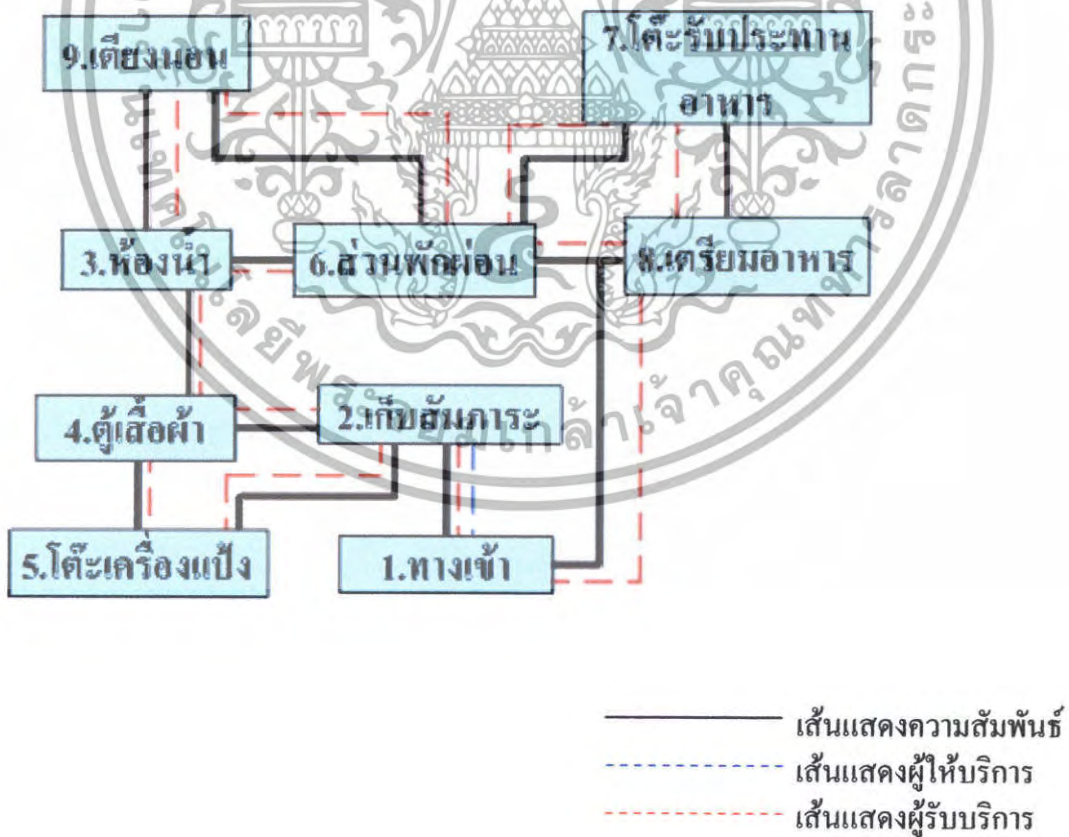 9.เตียงนอน
7.โต๊ะรับประทาน
อาหาร
3.ห้องน้ำ
6.ส่วนพักผ่อน
8.เตรียมอาหาร
4.ตู้เสื้อผ้า
2.เก็บสัมภาระ
5.โต๊ะเครื่องแป้ง
1.ทางเข้า
เส้นแสดงความสัมพันธ์
เส้นแสดงผู้ให้บริการ
เส้นแสดงผู้รับบริการ